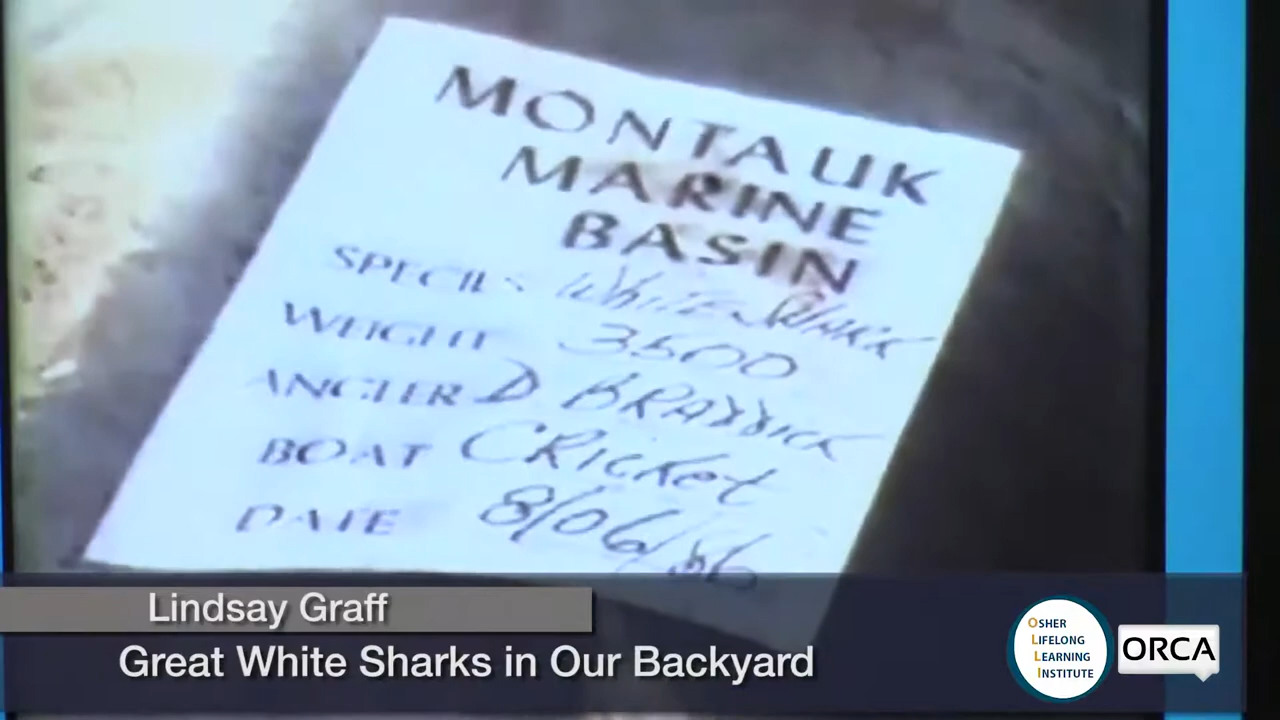 MONTAUK
MARINE
BASIN
SPECIES White Shark
WEIGHT 3500
ANGLER D BRADDICK
BOAT CRicket
DATE 8/06/86
Lindsay Graff
Great White Sharks in Our Backyard
OSHER
LIFELONG
LEARNING
INSTITUTE
ORCA